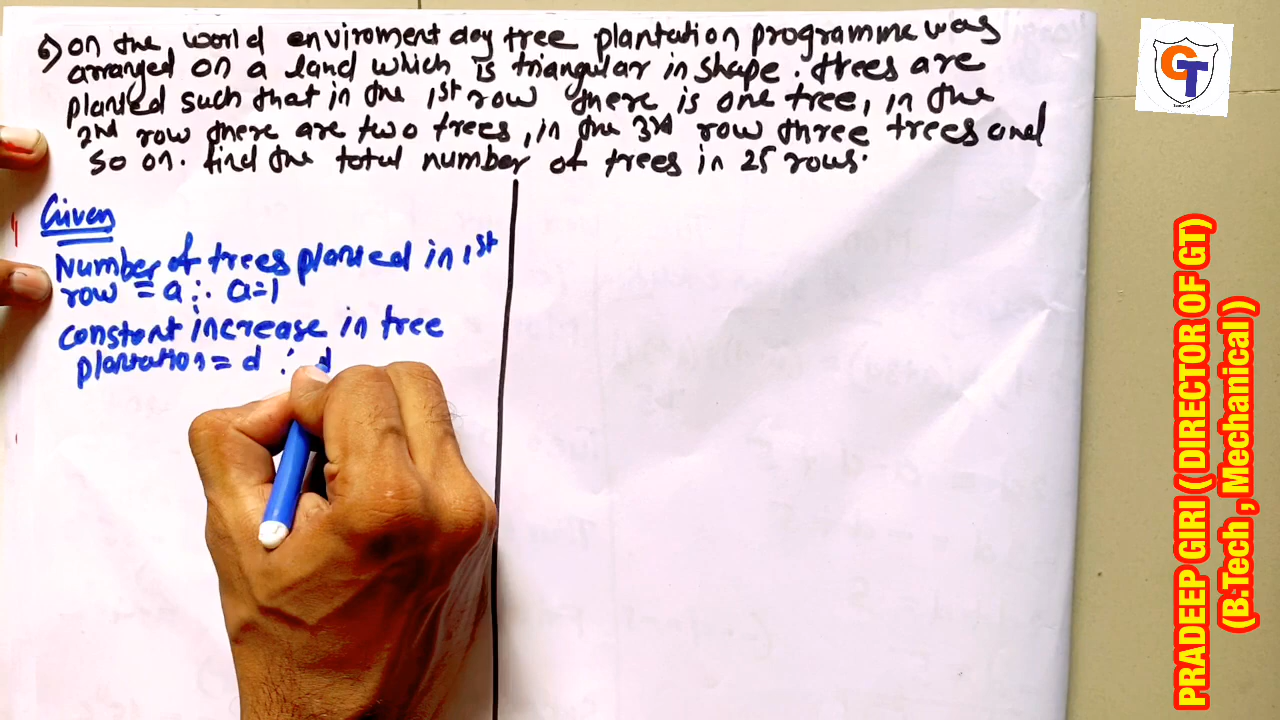 6) on the world enviroment day tree plantation programme was
arranged on a land which is triangular in shape. trees are
planted such that in the 1st row there is one tree, in the
2nd row there are two trees, in the 3rd row three trees and
so on. find the total number of trees in 25 rows.
Given
Number of trees planted in 1st
row = a ∴ a=1
constant increase in tree
plantation = d ∴ d
GT
PRADEEP GIRI ( DIRECTOR OF GT)
(B.Tech , Mechanical )